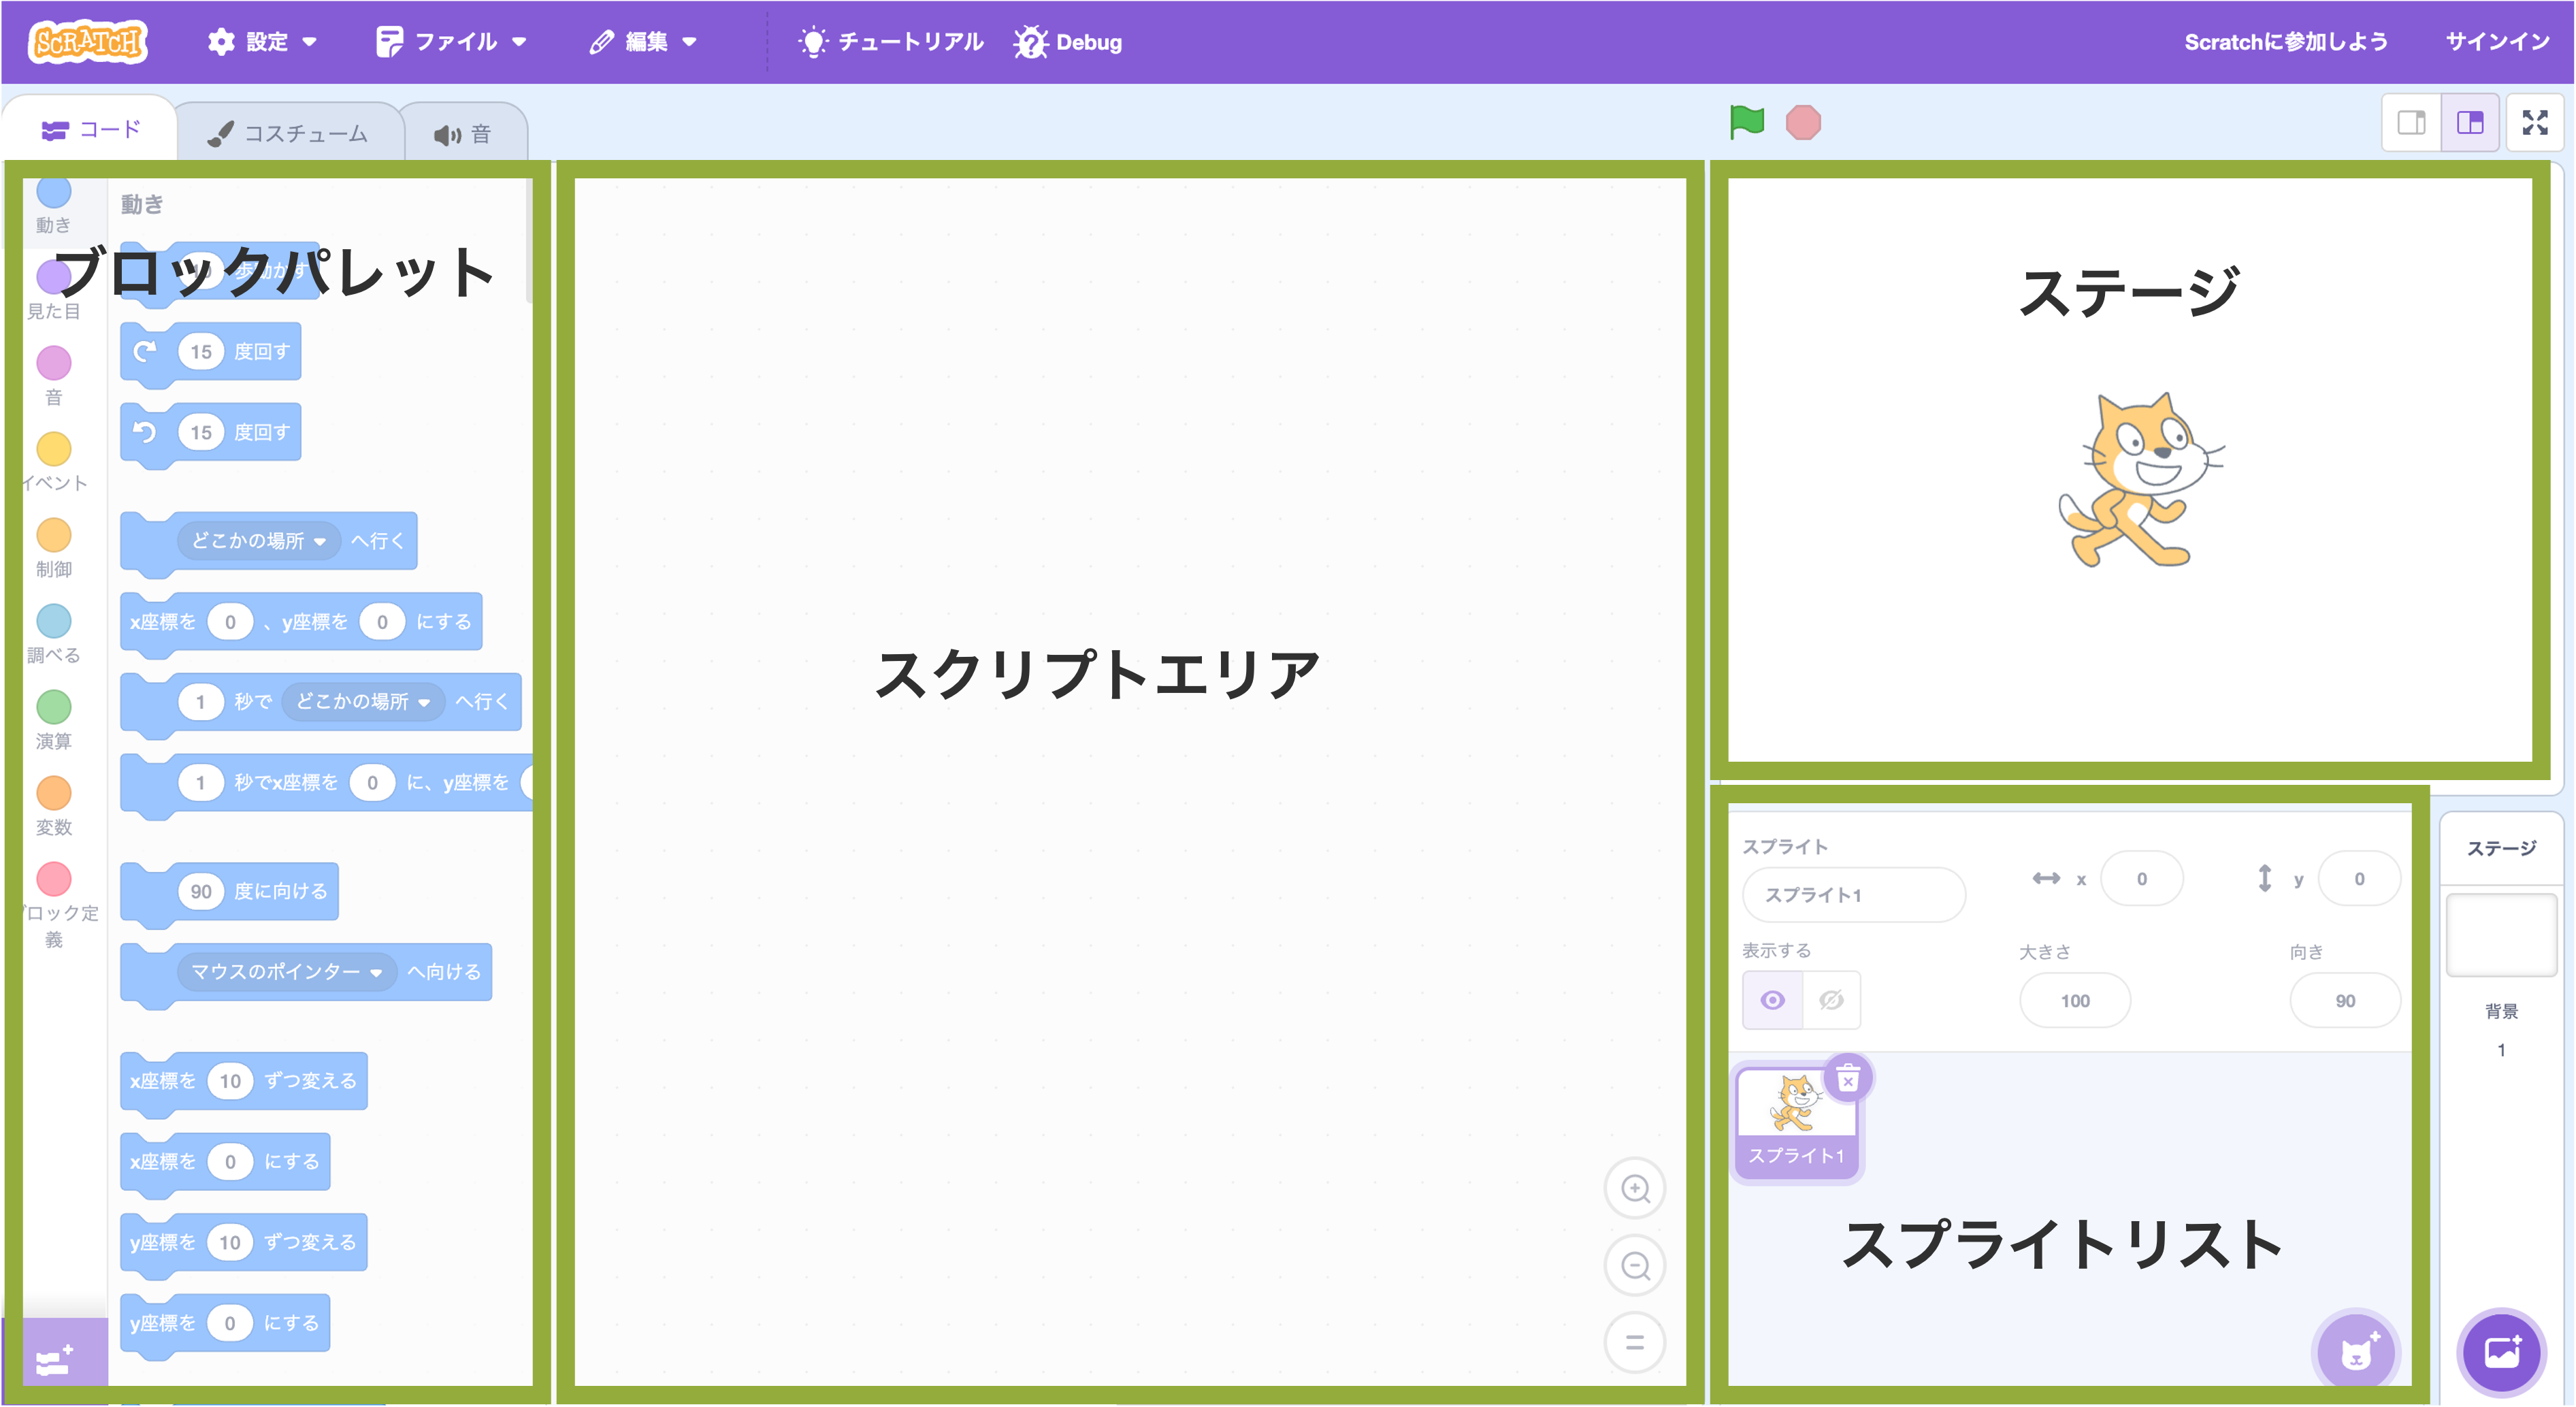 SCRATCH
設定
ファイル
編集
チュートリアル
Debug
Scratchに参加しよう
サインイン
コード
コスチューム
音
動き
見た目
音
イベント
制御
調べる
演算
変数
ブロック定
義
動き
ブロックパレット
10 歩動かす
15 度回す
15 度回す
どこかの場所 へ行く
x座標を 0 、y座標を 0 にする
1 秒で どこかの場所 へ行く
1 秒でx座標を 0 に、y座標を
90 度に向ける
マウスのポインター へ向ける
x座標を 10 ずつ変える
x座標を 0 にする
y座標を 10 ずつ変える
y座標を 0 にする
スクリプトエリア
ステージ
スプライト
スプライト1
x 0
y 0
表示する
大きさ
100
向き
90
スプライト1
スプライトリスト
ステージ
背景
1